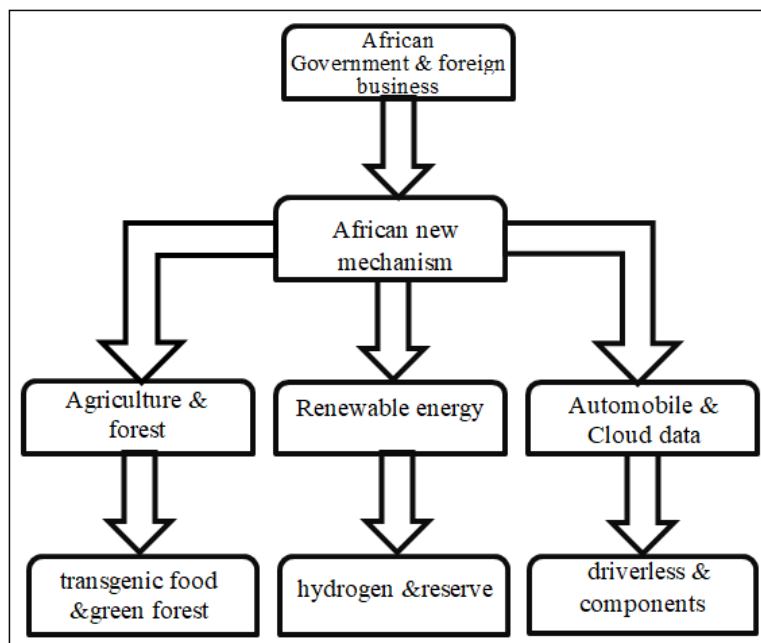 African
Government & foreign
business
African new
mechanism
Agriculture &
forest
Renewable energy
Automobile &
Cloud data
transgenic food
&green forest
hydrogen &reserve
driverless &
components